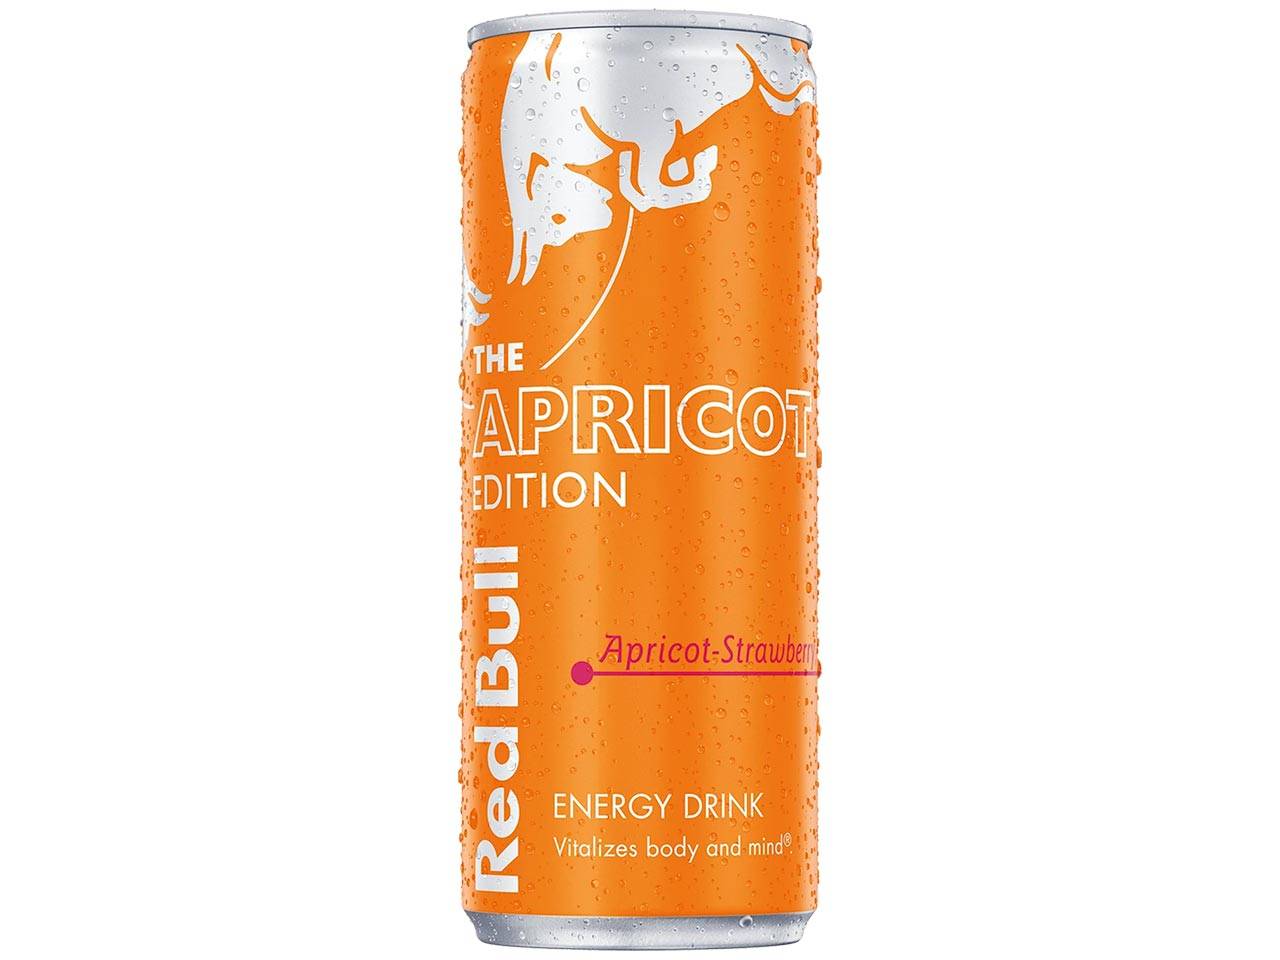 THE
APRICOT
EDITION
Red Bull
Apricot-Strawberry
ENERGY DRINK
Vitalizes body and mind®.